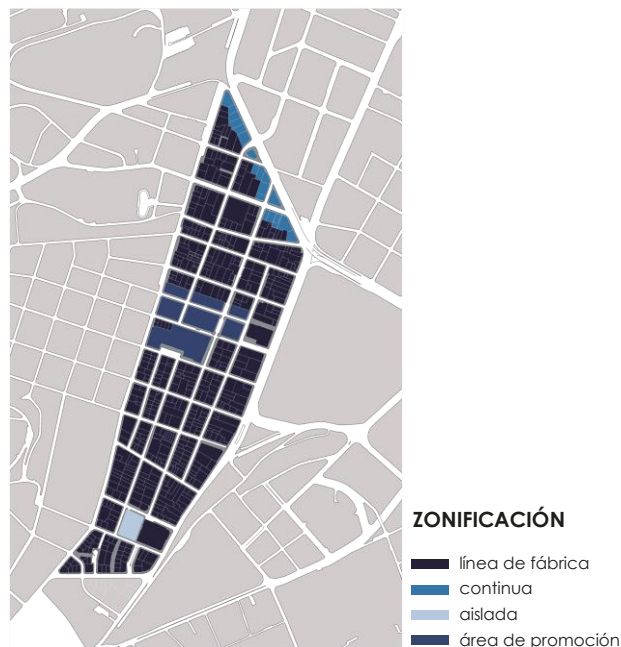 ZONIFICACIÓN
línea de fábrica
continua
aislada
área de promoción